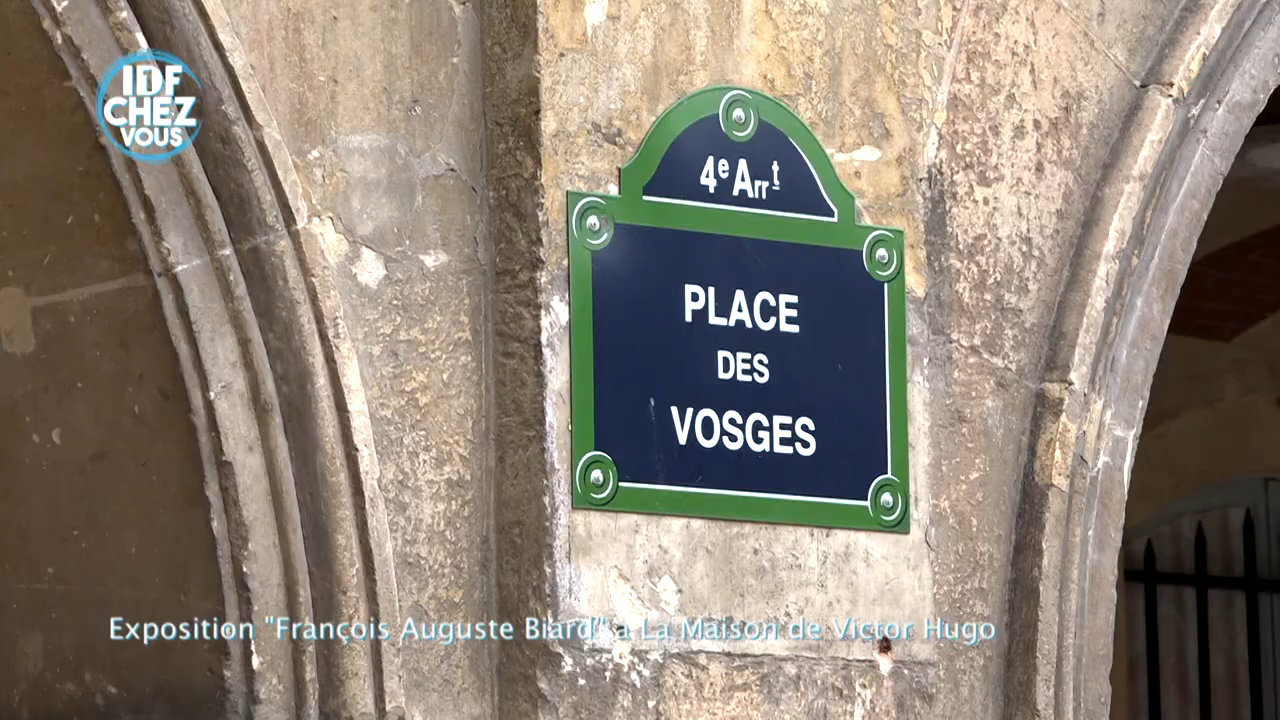 IDF
CHEZ
VOUS
4e Arrt
PLACE
DES
VOSGES
Exposition "François Auguste Biard" à La Maison de Victor Hugo